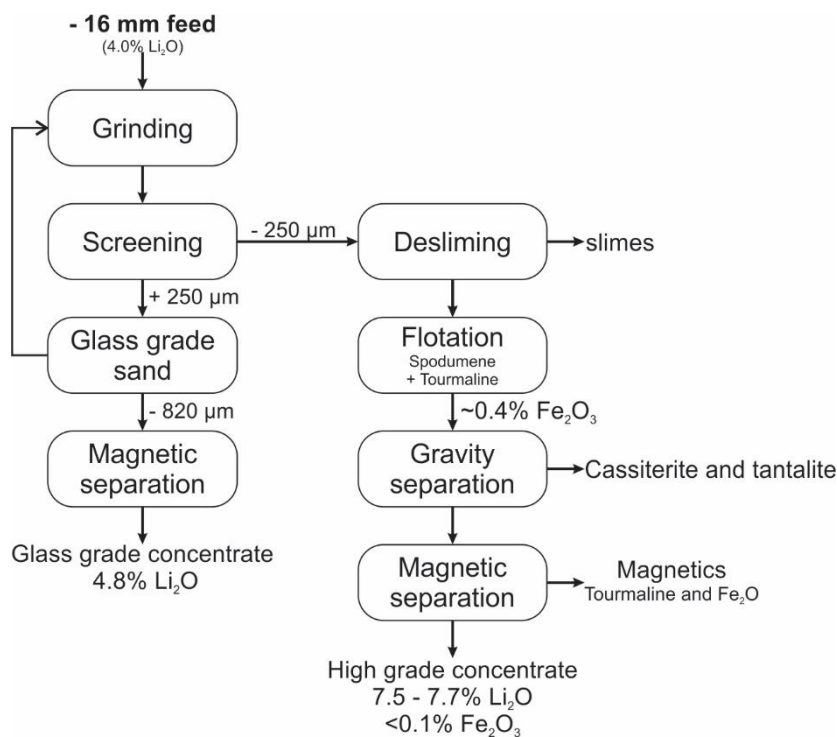 - 16 mm feed
(4.0% Li₂O)
Grinding
Screening
- 250 µm
Desliming
slimes
+ 250 µm
Glass grade
sand
Flotation
Spodumene
+ Tourmaline
- 820 µm
~0.4% Fe₂O₃
Magnetic
separation
Gravity
separation
Cassiterite and tantalite
Glass grade concentrate
4.8% Li₂O
Magnetic
separation
Magnetics
Tourmaline and Fe₂O
High grade concentrate
7.5 - 7.7% Li₂O
<0.1% Fe₂O₃